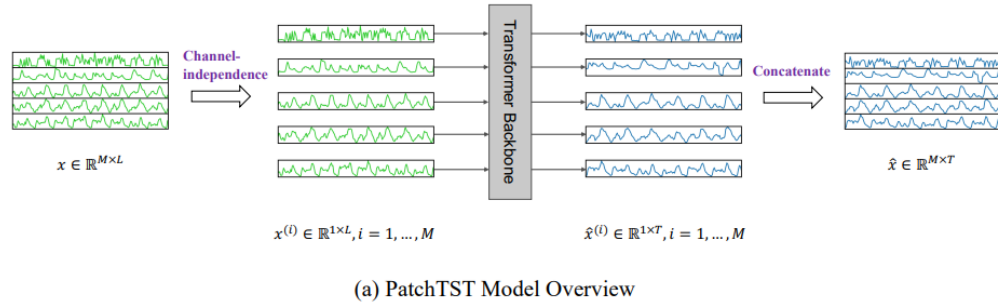 Channel-
independence
Transformer Backbone
Concatenate
x ∈ ℝ^{M×L}
x^{(i)} ∈ ℝ^{1×L}, i = 1, … , M
x̂^{(i)} ∈ ℝ^{1×T}, i = 1, … , M
x̂ ∈ ℝ^{M×T}
(a) PatchTST Model Overview